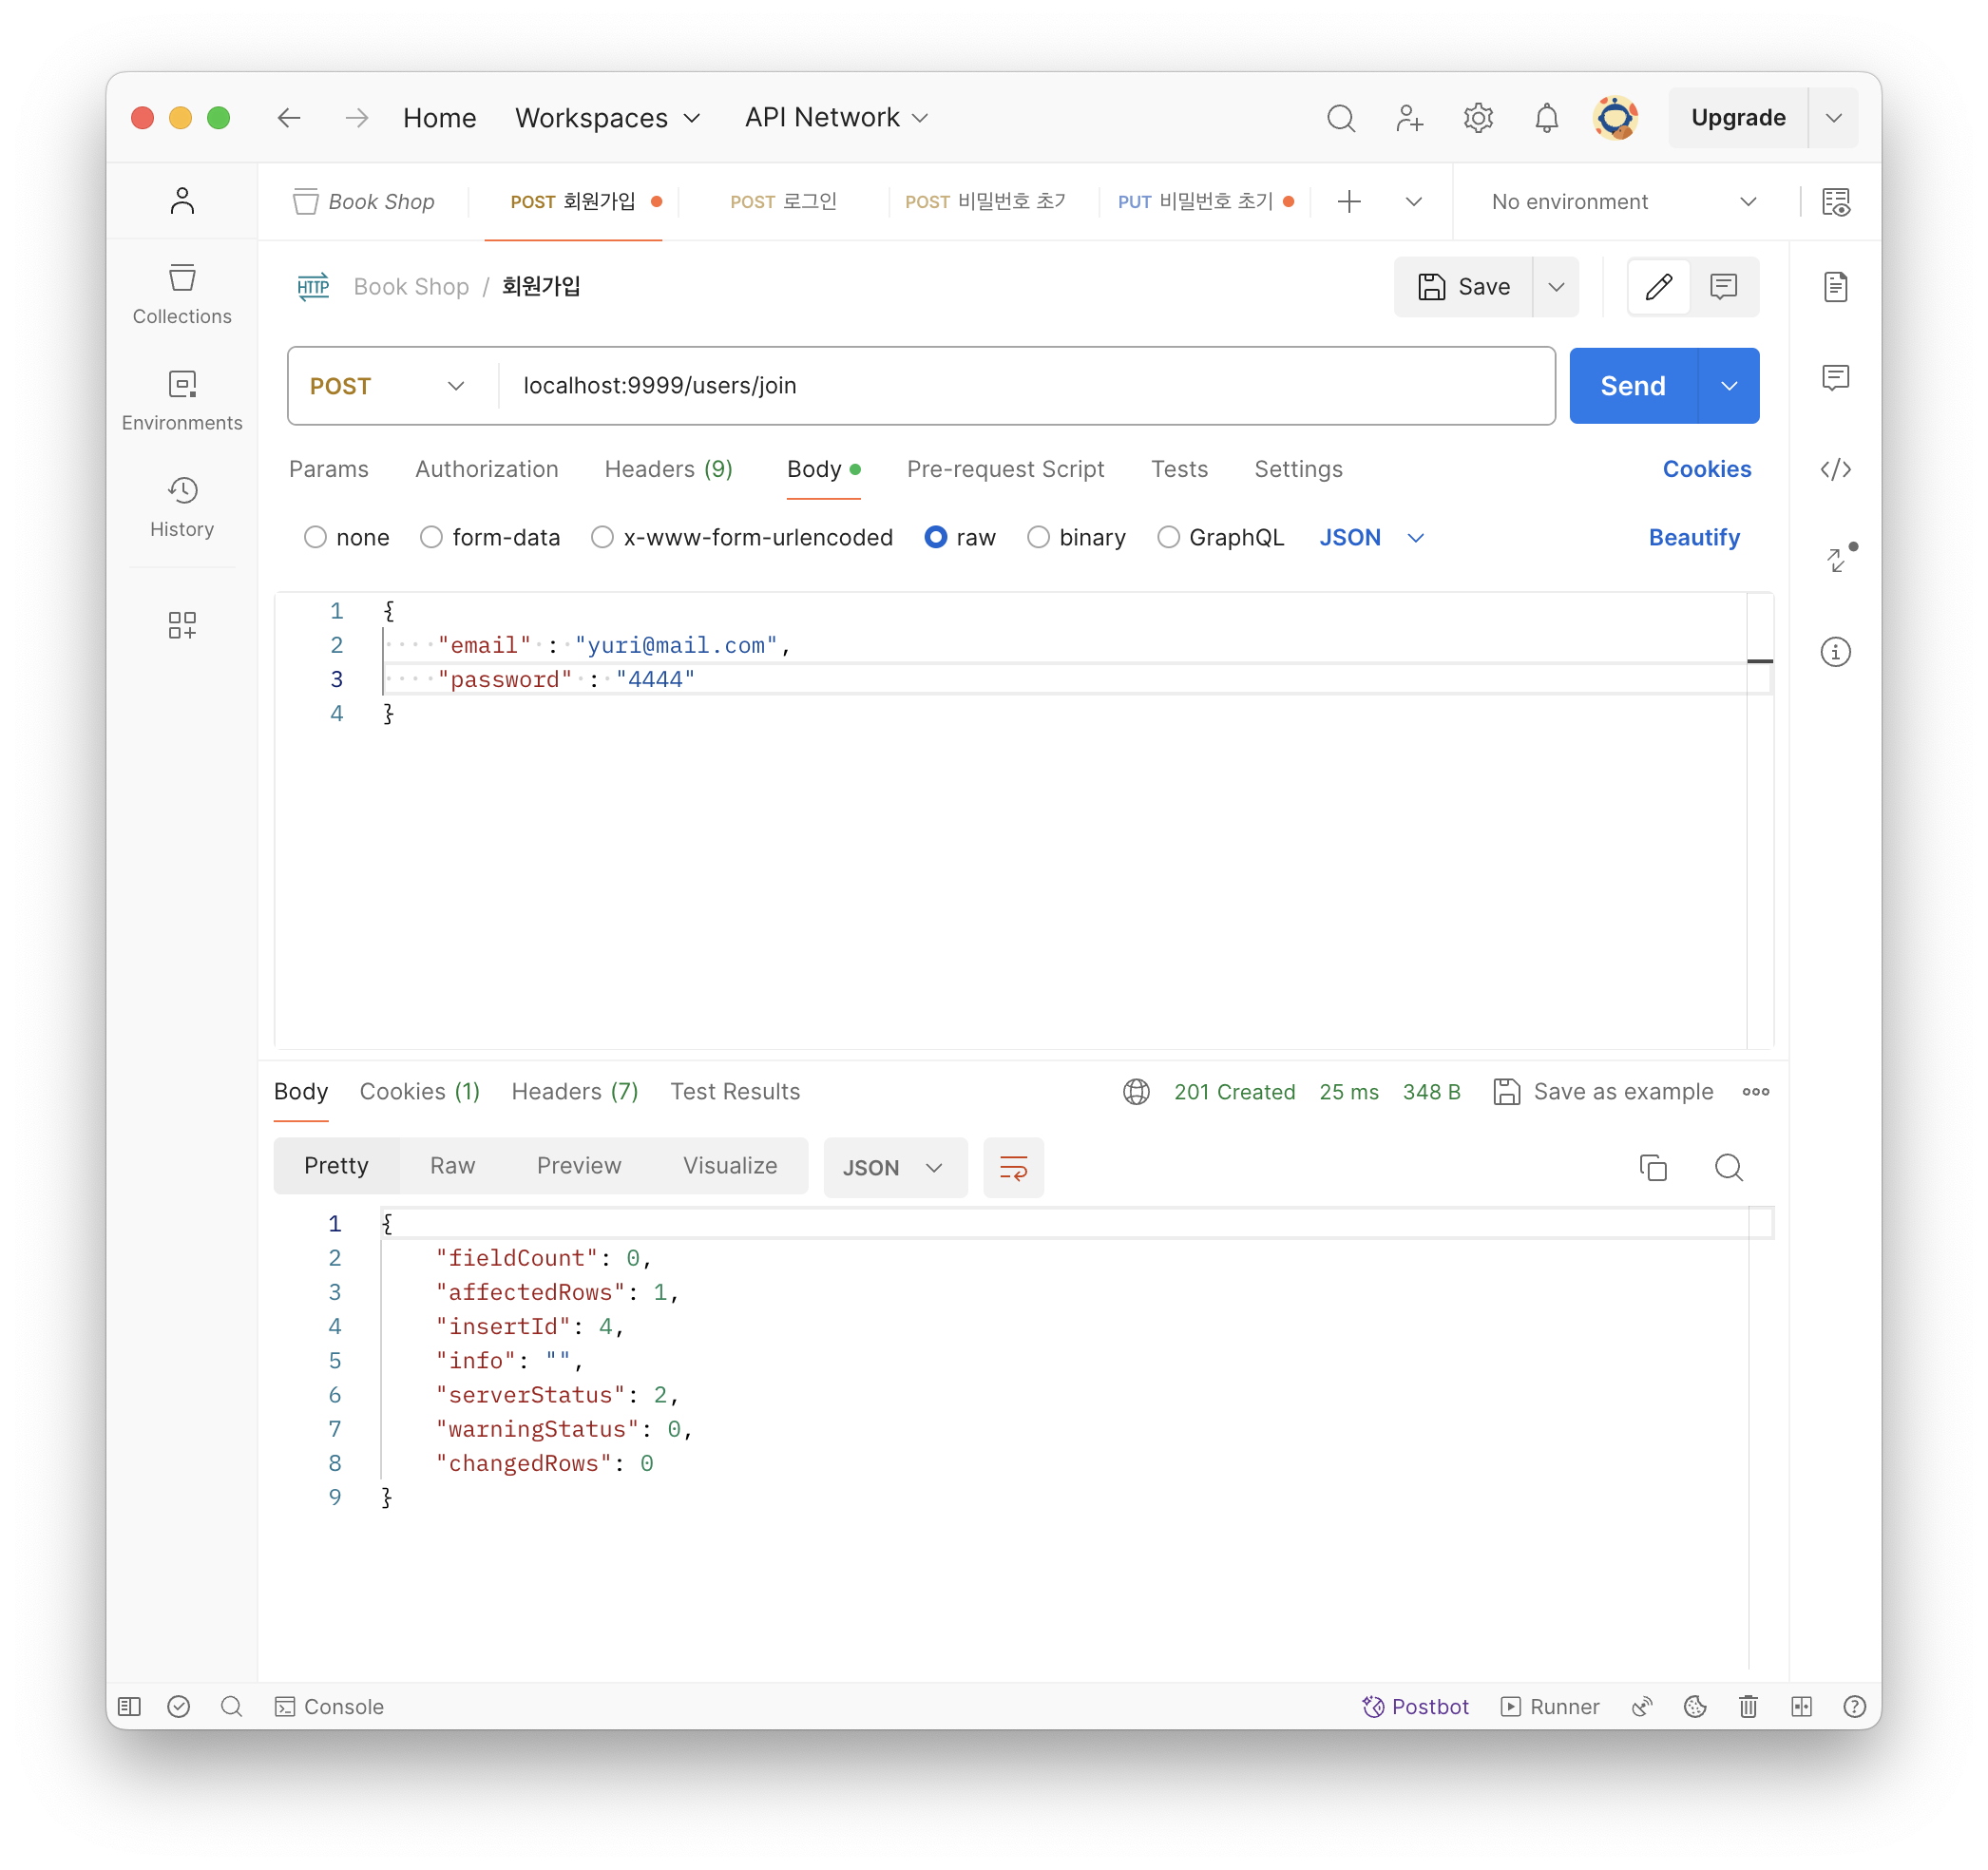 Home Workspaces API Network Upgrade
Book Shop POST 회원가입 POST 로그인 POST 비밀번호 초기 PUT 비밀번호 초기 No environment
HTTP Book Shop / 회원가입 Save
Collections
Environments
History
POST localhost:9999/users/join Send
Params Authorization Headers (9) Body Pre-request Script Tests Settings Cookies
none form-data x-www-form-urlencoded raw binary GraphQL JSON Beautify
1 {
2 "email" : "yuri@mail.com",
3 "password" : "4444"
4 }
Body Cookies (1) Headers (7) Test Results 201 Created 25 ms 348 B Save as example
Pretty Raw Preview Visualize JSON
1 {
2 "fieldCount": 0,
3 "affectedRows": 1,
4 "insertId": 4,
5 "info": "",
6 "serverStatus": 2,
7 "warningStatus": 0,
8 "changedRows": 0
9 }
Console Postbot Runner